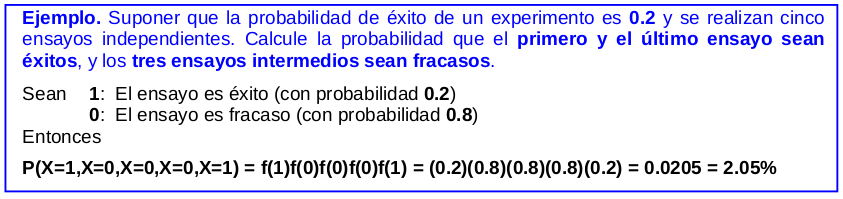 Ejemplo. Suponer que la probabilidad de éxito de un experimento es 0.2 y se realizan cinco
ensayos independientes. Calcule la probabilidad que el primero y el último ensayo sean
éxitos, y los tres ensayos intermedios sean fracasos.
Sean 1: El ensayo es éxito (con probabilidad 0.2)
0: El ensayo es fracaso (con probabilidad 0.8)
Entonces
P(X=1,X=0,X=0,X=0,X=1) = f(1)f(0)f(0)f(0)f(1) = (0.2)(0.8)(0.8)(0.8)(0.2) = 0.0205 = 2.05%